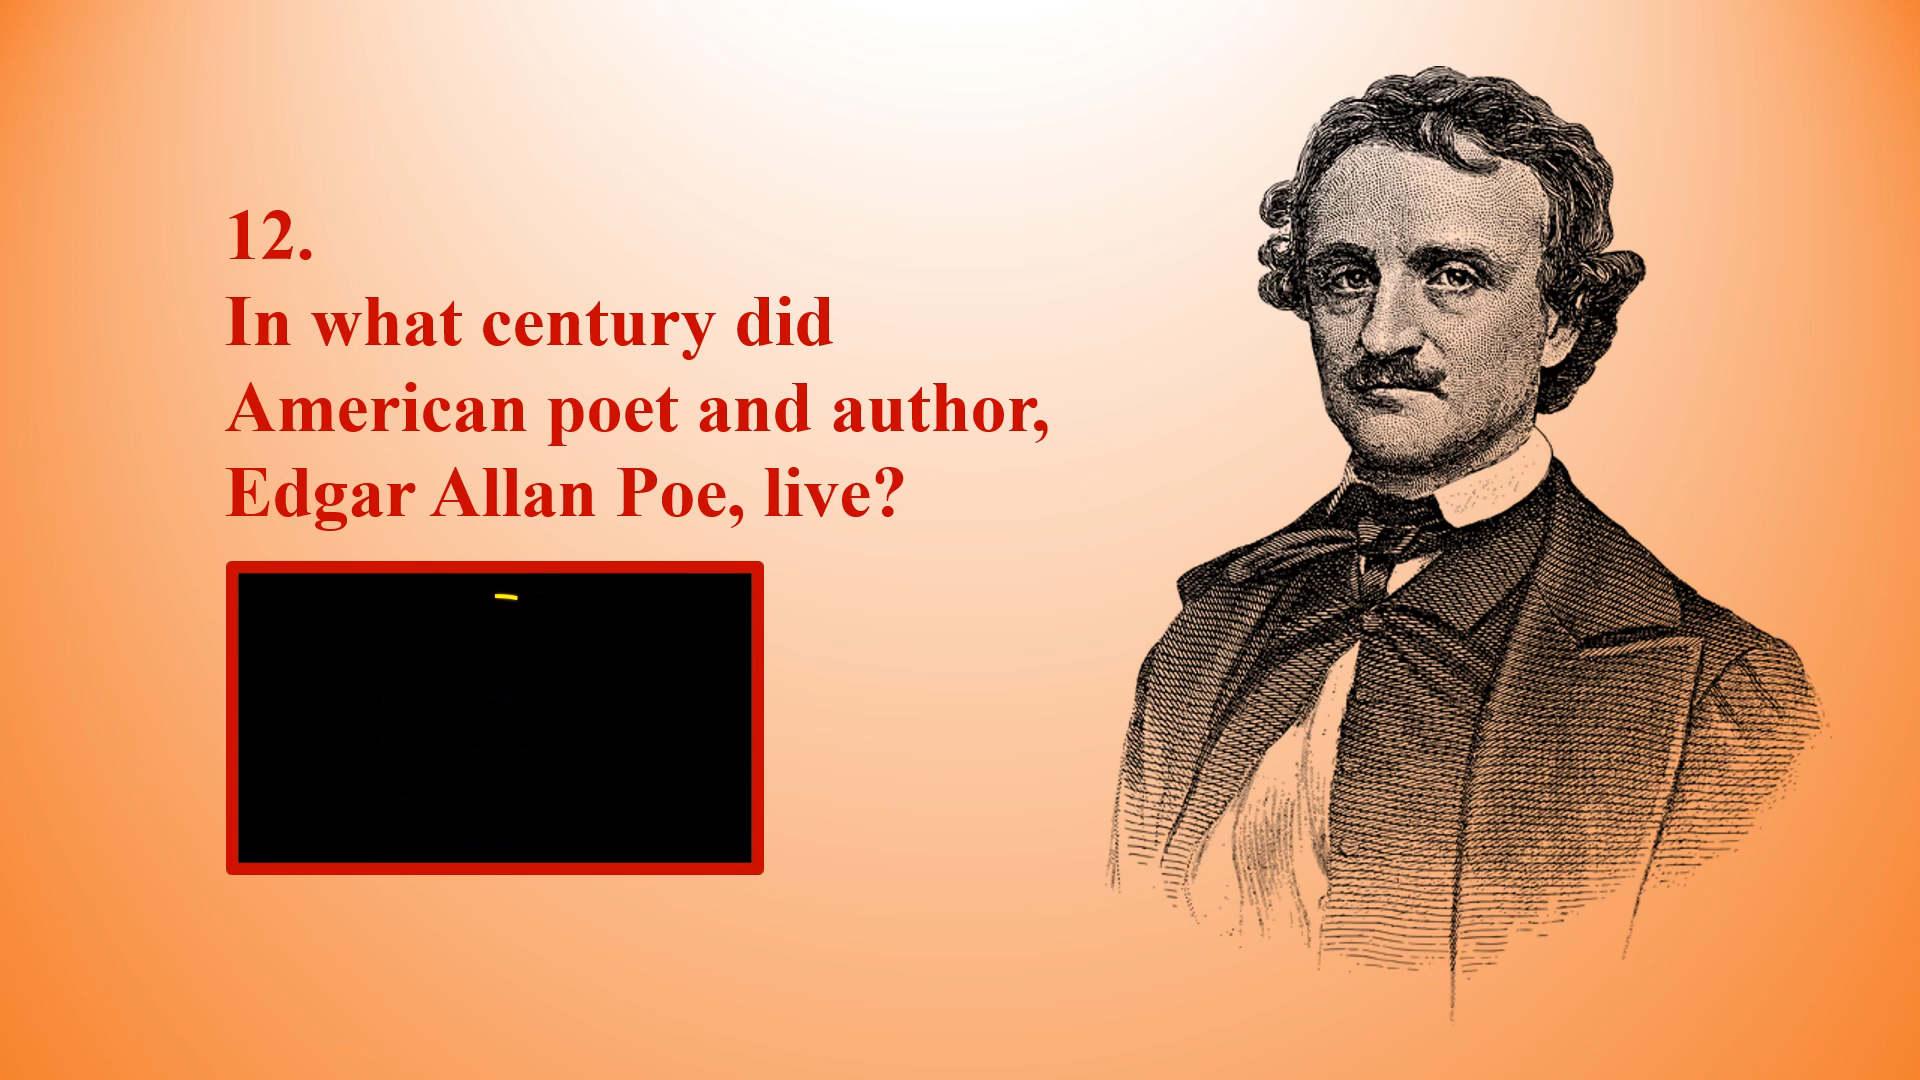 12.
In what century did
American poet and author,
Edgar Allan Poe, live?